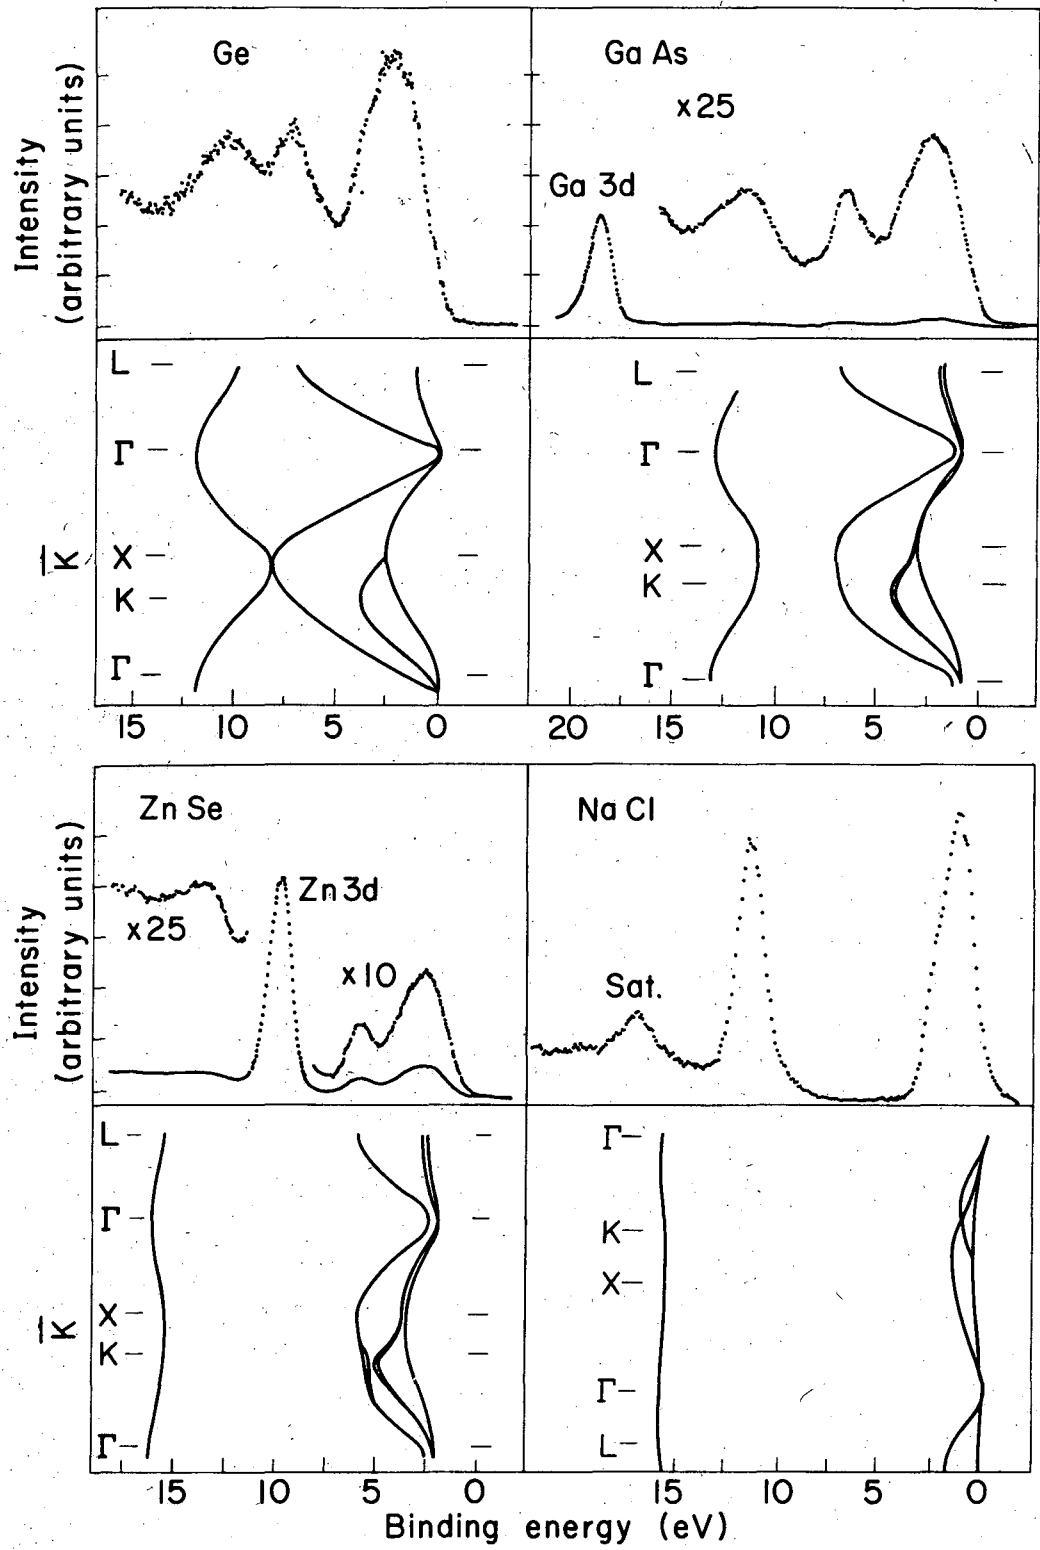 Ge
Ga As
x25
Ga 3d
Intensity
(arbitrary units)
L
Γ
X
K
Γ
K
L
Γ
X
K
Γ
15 10 5 0
20 15 10 5 0
Zn Se
Na Cl
Zn 3d
x25
x10
Sat.
Intensity
(arbitrary units)
L
Γ
X
K
Γ
K
Γ
K
X
Γ
L
15 10 5 0
15 10 5 0
Binding energy (eV)